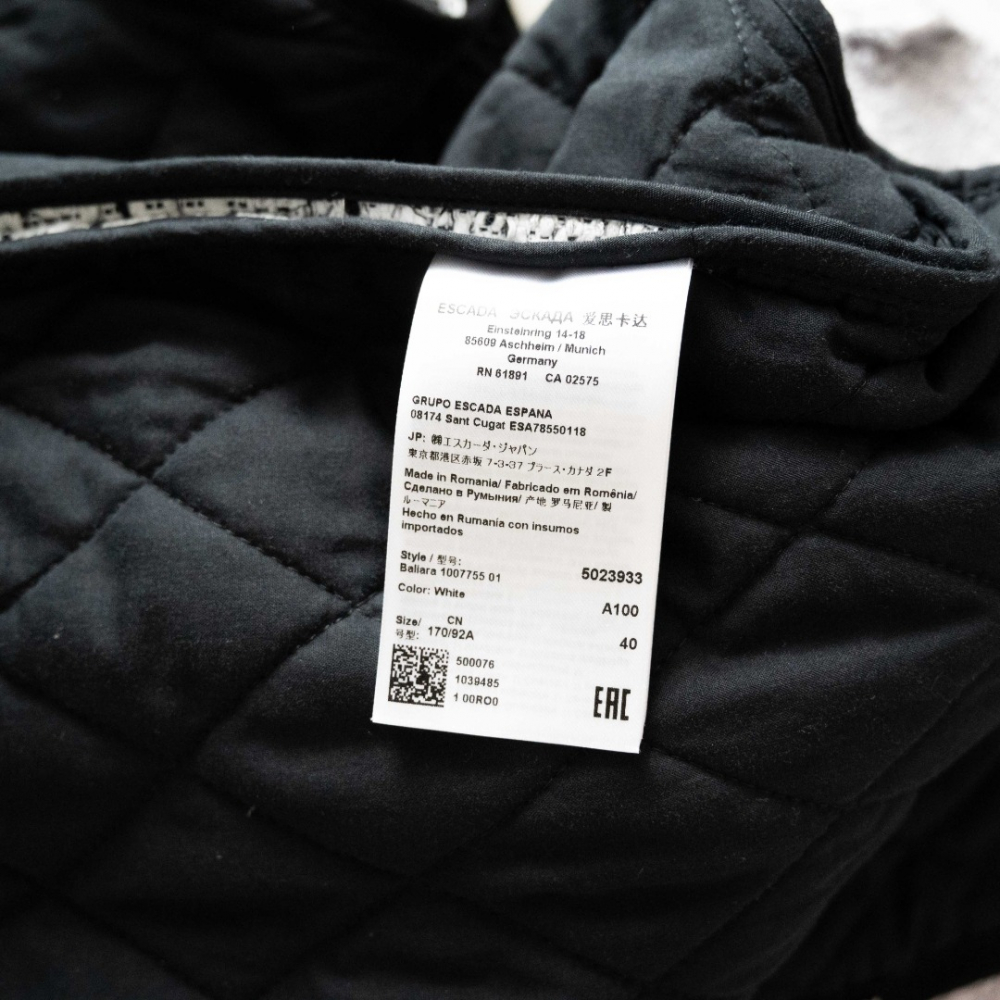 ESCADA ЭСКАДА 爱思卡达
Einsteinring 14-18
85609 Aschheim / Munich
Germany
RN 61891 CA 02575
GRUPO ESCADA ESPANA
08174 Sant Cugat ESA78550118
JP: ㈱エスカーダ・ジャパン
東京都港区赤坂 7-3-37 プラース・カナダ 2F
Made in Romania/ Fabricado em Romênia/
Сделано в Румынии/ 产地 罗马尼亚/ 製
ルーマニア
Hecho en Rumanía con insumos
importados
Style / 型号:
Baliara 1007755 01 5023933
Color: White A100
Size/ CN 40
号型: 170/92A
500076
1039485
1 00RO0
EAC